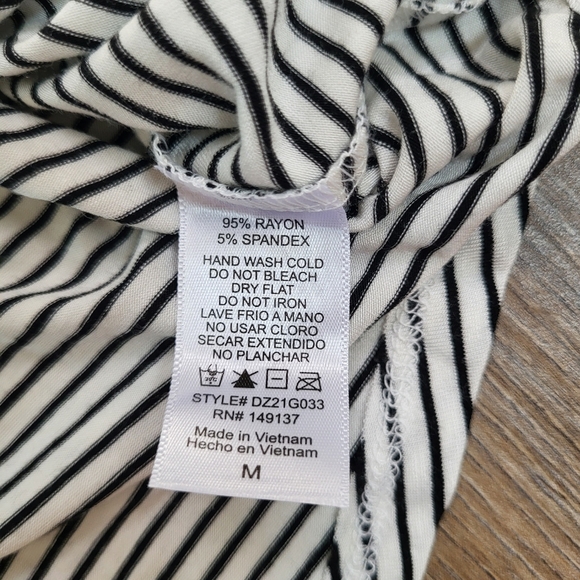 95% RAYON
5% SPANDEX
HAND WASH COLD
DO NOT BLEACH
DRY FLAT
DO NOT IRON
LAVE FRIO A MANO
NO USAR CLORO
SECAR EXTENDIDO
NO PLANCHAR
STYLE# DZ21G033
RN# 149137
Made in Vietnam
Hecho en Vietnam
M